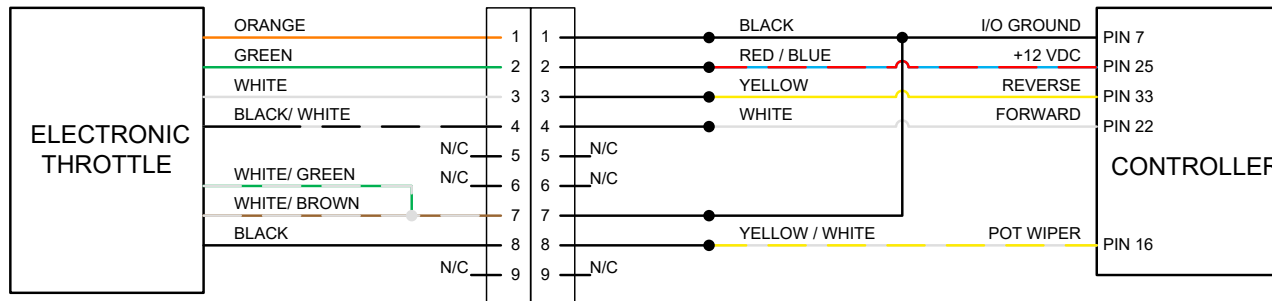 ORANGE 1 1 BLACK I/O GROUND PIN 7
GREEN 2 2 RED / BLUE +12 VDC PIN 25
WHITE 3 3 YELLOW REVERSE PIN 33
BLACK/ WHITE 4 4 WHITE FORWARD PIN 22
ELECTRONIC
THROTTLE
N/C 5 5 N/C
N/C 6 6 N/C
CONTROLLER
WHITE/ GREEN
WHITE/ BROWN 7 7
BLACK 8 8 YELLOW / WHITE POT WIPER PIN 16
N/C 9 9 N/C